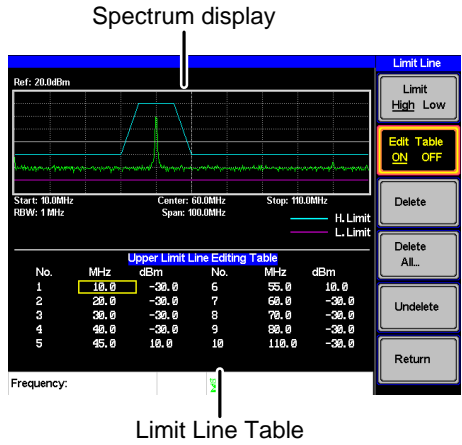 Spectrum display
Limit Line
Ref: 20.0dBm
Limit
High Low
Edit Table
ON OFF
Start: 10.0MHz Center: 60.0MHz Stop: 110.0MHz
RBW: 1 MHz Span: 100.0MHz
H. Limit
L. Limit
Delete
Delete
All...
Upper Limit Line Editing Table
No. MHz dBm No. MHz dBm
1 10.0 -30.0 6 55.0 10.0
2 20.0 -30.0 7 60.0 -30.0
3 30.0 -30.0 8 70.0 -30.0
4 40.0 -30.0 9 80.0 -30.0
5 45.0 10.0 10 110.0 -30.0
Undelete
Return
Frequency:
Limit Line Table